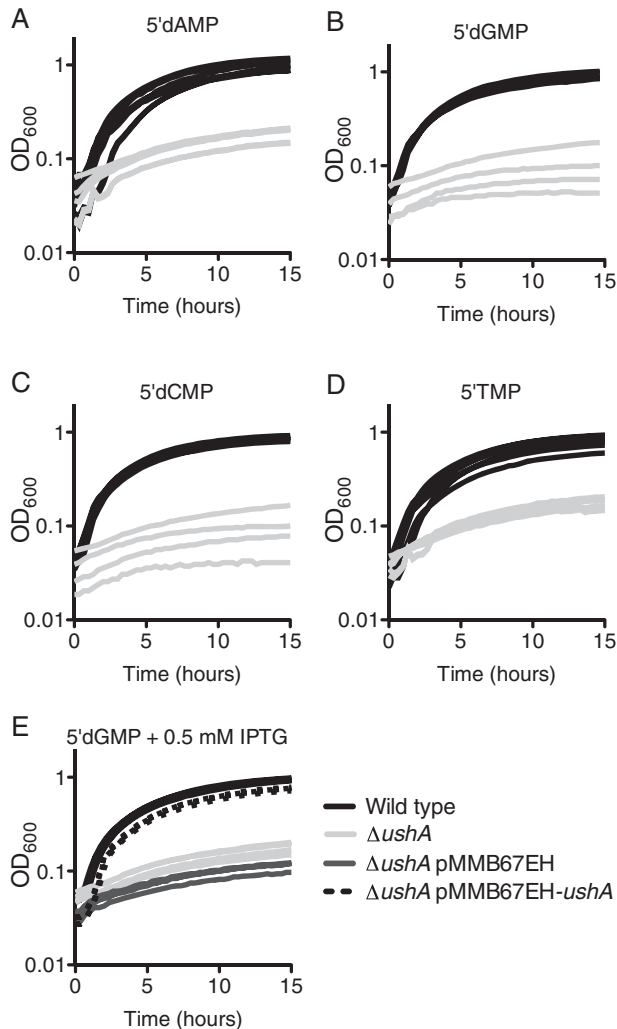 A
5'dAMP
OD600
1
0.1
0.01
0 5 10 15
Time (hours)
B
5'dGMP
OD600
1
0.1
0.01
0 5 10 15
Time (hours)
C
5'dCMP
OD600
1
0.1
0.01
0 5 10 15
Time (hours)
D
5'TMP
OD600
1
0.1
0.01
0 5 10 15
Time (hours)
E
5'dGMP + 0.5 mM IPTG
OD600
1
0.1
0.01
0 5 10 15
Time (hours)
Wild type
ΔushA
ΔushA pMMB67EH
ΔushA pMMB67EH-ushA